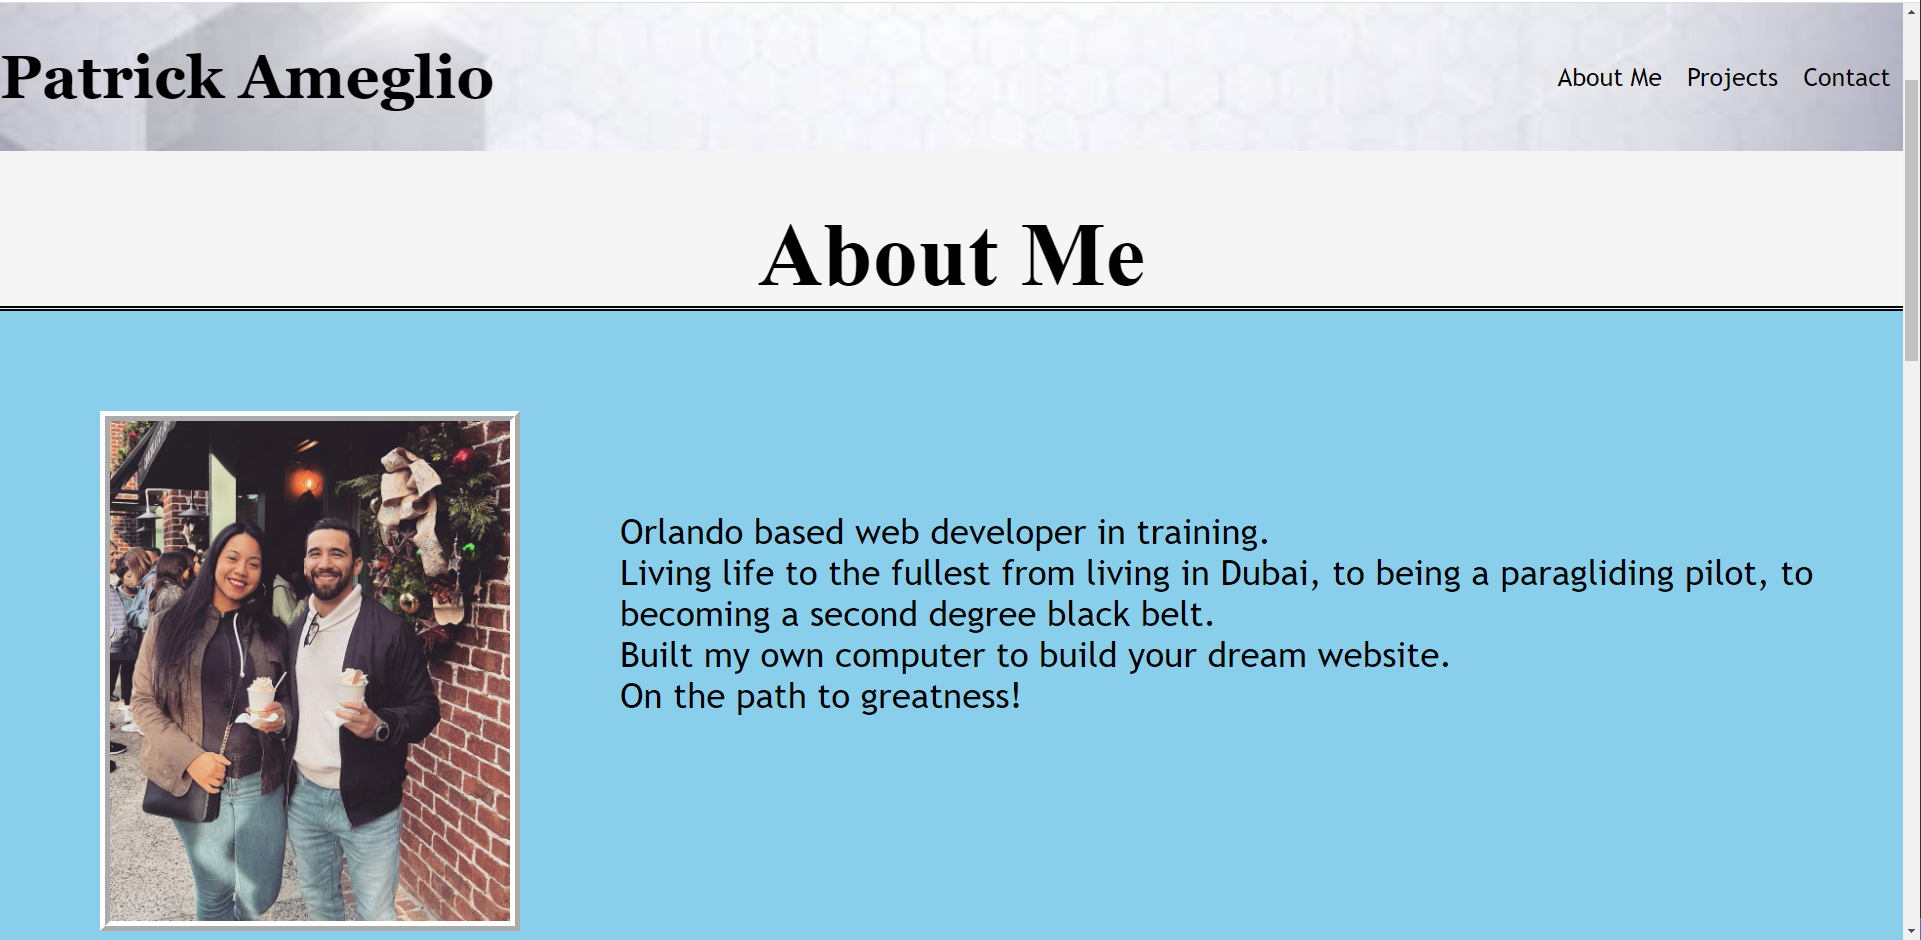 Patrick Ameglio
About Me Projects Contact
About Me
Orlando based web developer in training.
Living life to the fullest from living in Dubai, to being a paragliding pilot, to
becoming a second degree black belt.
Built my own computer to build your dream website.
On the path to greatness!